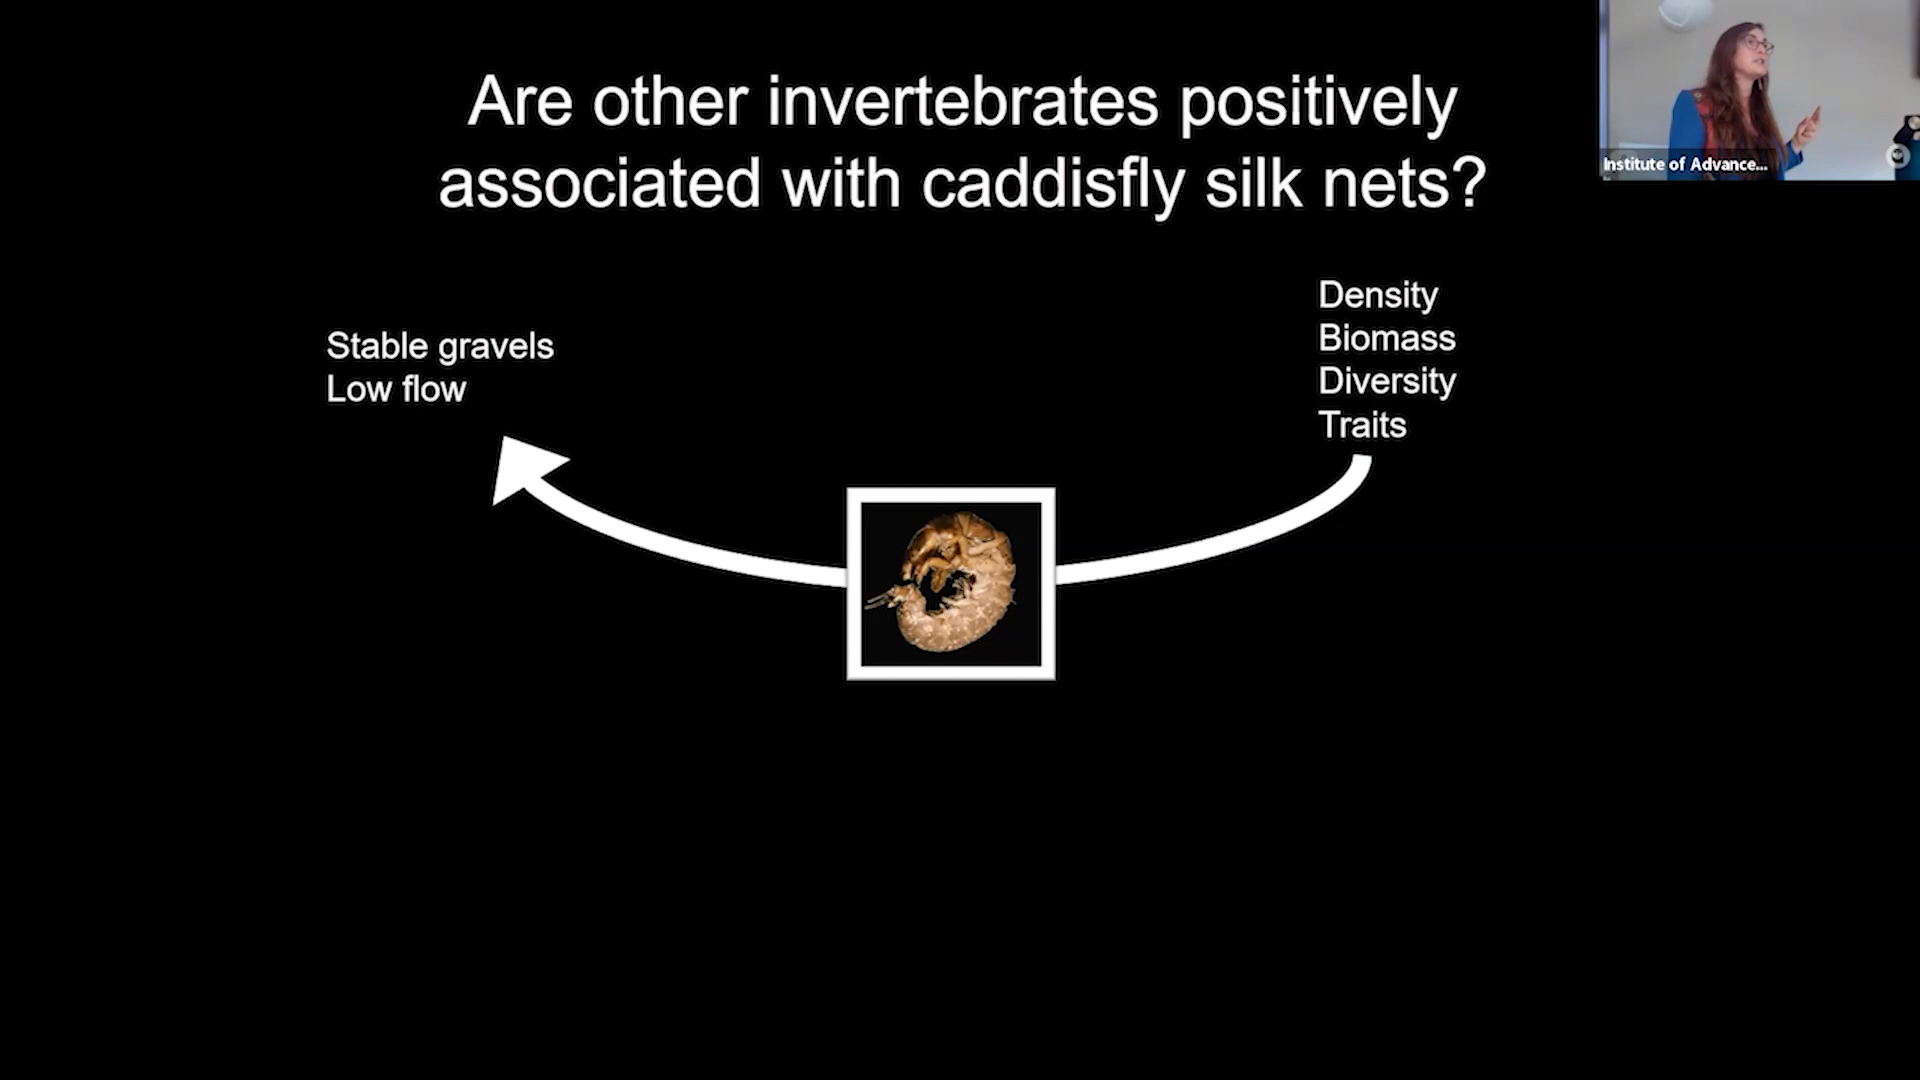 Are other invertebrates positively
associated with caddisfly silk nets?
Stable gravels
Low flow
Density
Biomass
Diversity
Traits
Institute of Advance...